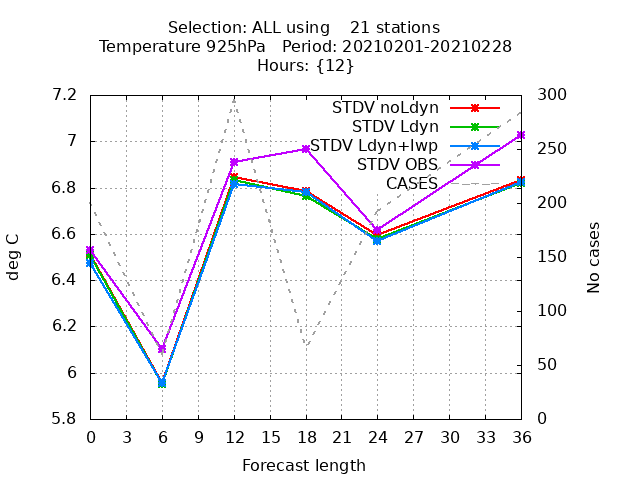 Selection: ALL using    21 stations
Temperature 925hPa   Period: 20210201-20210228
Hours: {12}
STDV noLdyn
STDV Ldyn
STDV Ldyn+Iwp
STDV OBS
CASES
7.2
7
6.8
6.6
6.4
6.2
6
5.8
deg C
300
250
200
150
100
50
0
No cases
0 3 6 9 12 15 18 21 24 27 30 33 36
Forecast length